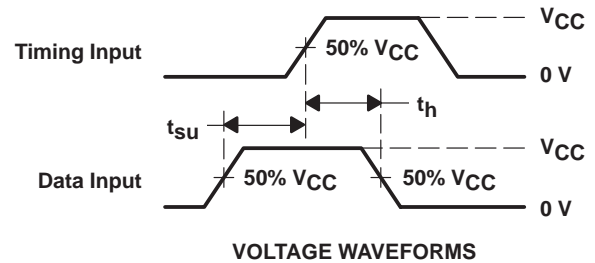 VCC
Timing Input
50% VCC
0 V
th
tsu
VCC
Data Input
50% VCC
50% VCC
0 V
VOLTAGE WAVEFORMS